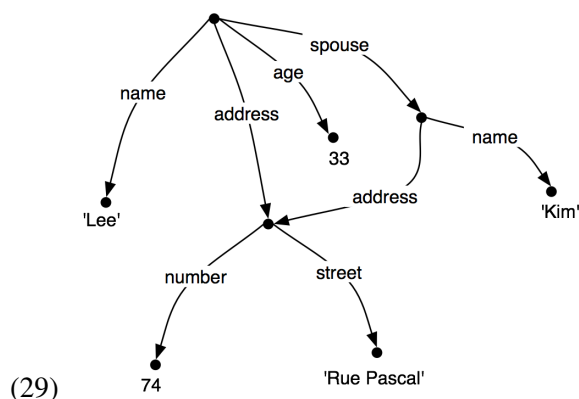 spouse
age
name
address
name
33
address
'Lee'
'Kim'
number
street
74
'Rue Pascal'
(29)